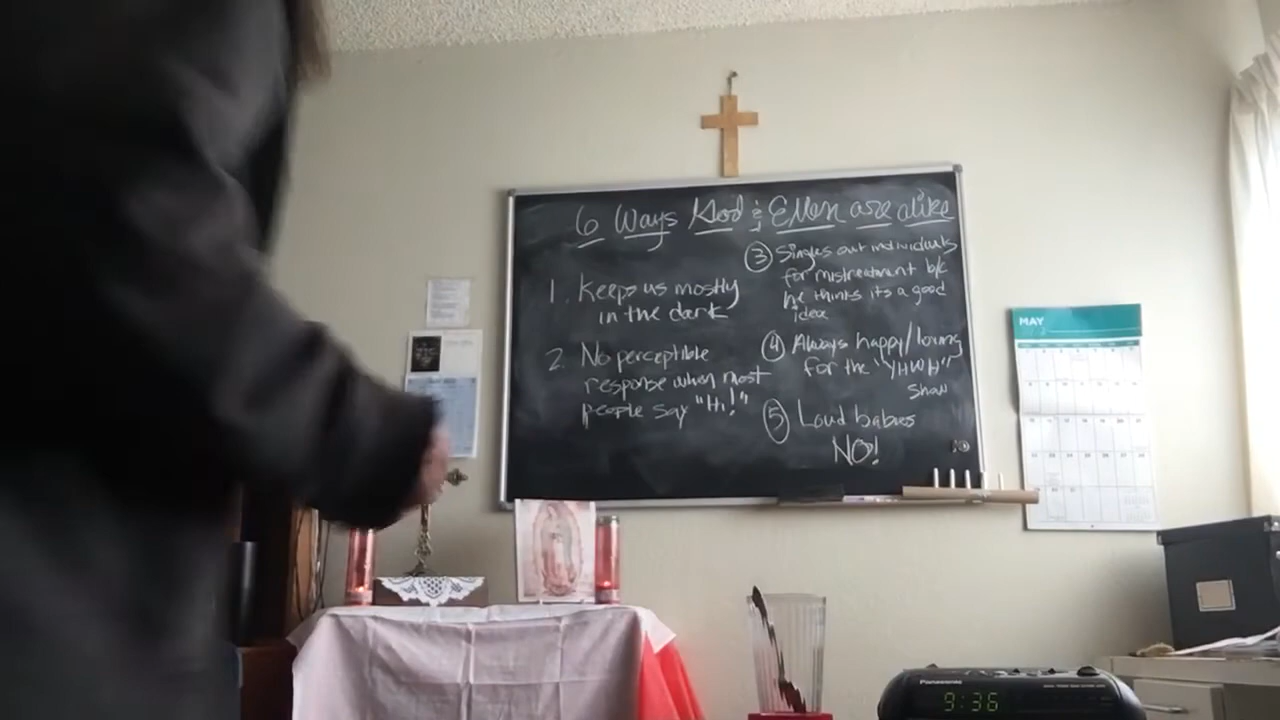 6 Ways God & Ellen are alike
1. Keeps us mostly
in the dark
2. No perceptible
response when most
people say "Hi!"
3 Singles out individuals
for mistreatment b/c
he thinks its a good
idea
4 Always happy/loving
for the "YHWH"
Show
5 Loud babies
NO!
MAY
Panasonic
9:36